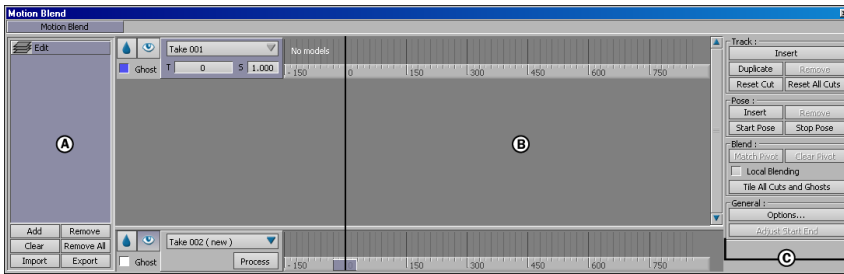 Motion Blend
Motion Blend
Edit
Add Remove
Clear Remove All
Import Export
A
Take 001
Ghost T 0 S 1.000
No models
- 150 0 150 300 450 600 750
B
Take 002 ( new )
Ghost Process
- 150 0 150 300 450 600 750
Track :
Insert
Duplicate Remove
Reset Cut Reset All Cuts
Pose :
Insert Remove
Start Pose Stop Pose
Blend :
Match Pivot Clear Pivot
Local Blending
Tile All Cuts and Ghosts
General :
Options...
Adjust Start End
C